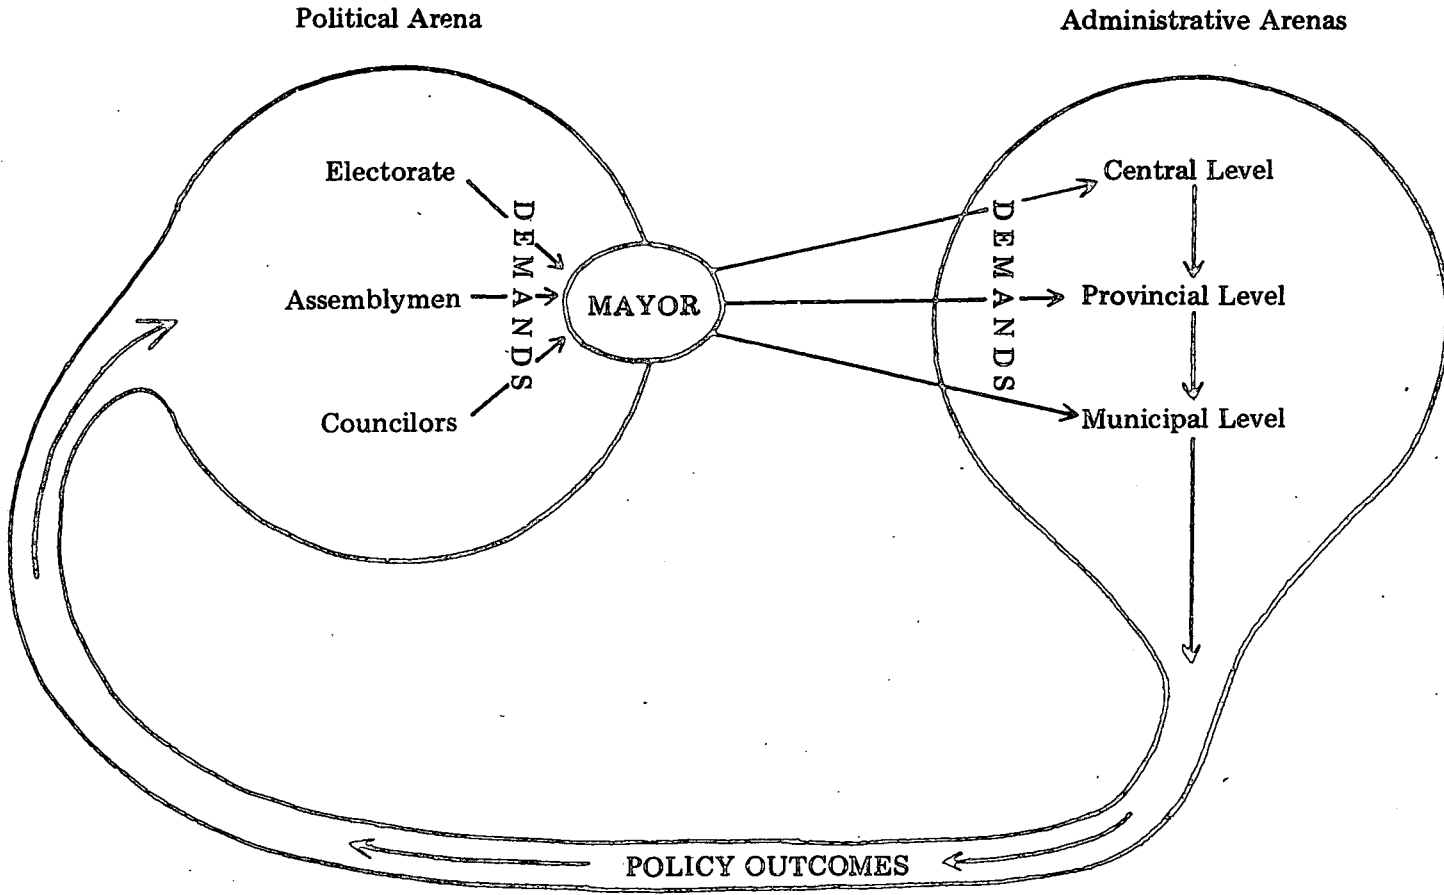 Political Arena
Administrative Arenas
Electorate
Assemblymen
Councilors
DEMANDS
MAYOR
DEMANDS
Central Level
Provincial Level
Municipal Level
POLICY OUTCOMES